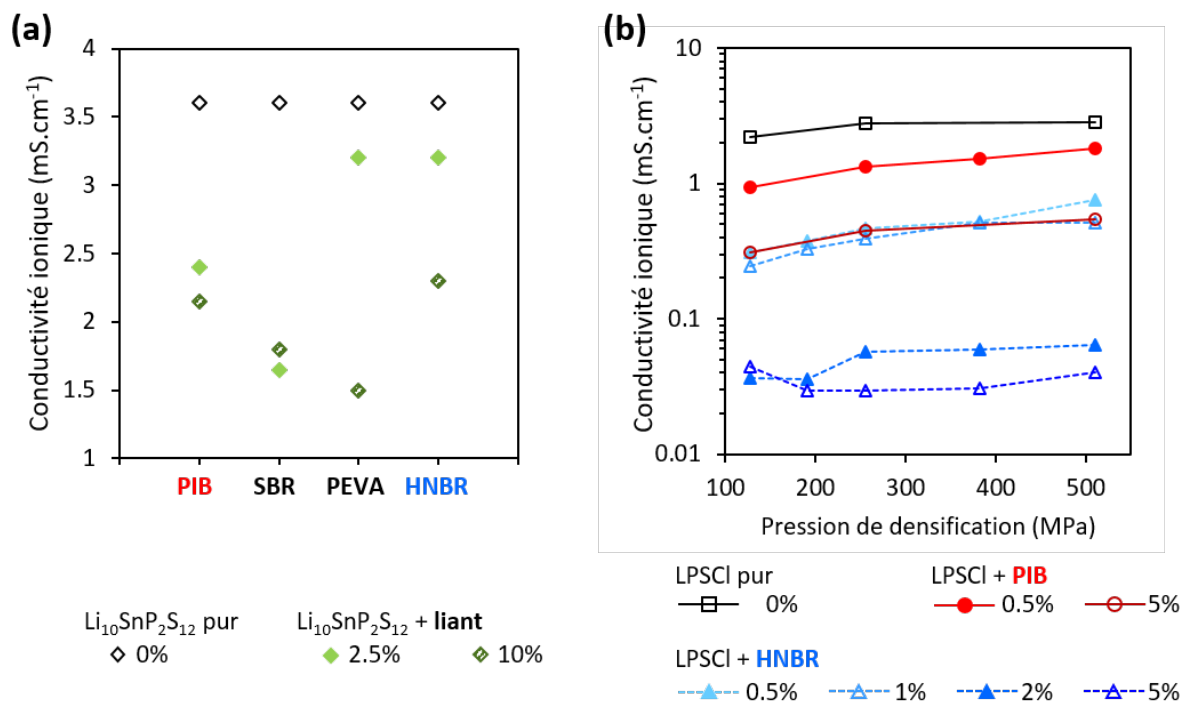 (a)
4
3.5
3
2.5
2
1.5
1
Conductivité ionique (mS.cm⁻¹)
PIB SBR PEVA HNBR
Li₁₀SnP₂S₁₂ pur
0%
Li₁₀SnP₂S₁₂ + liant
2.5% 10%
(b)
10
1
0.1
0.01
Conductivité ionique (mS.cm⁻¹)
100 200 300 400 500
Pression de densification (MPa)
LPSCl pur
0%
LPSCl + PIB
0.5% 5%
LPSCl + HNBR
0.5% 1% 2% 5%